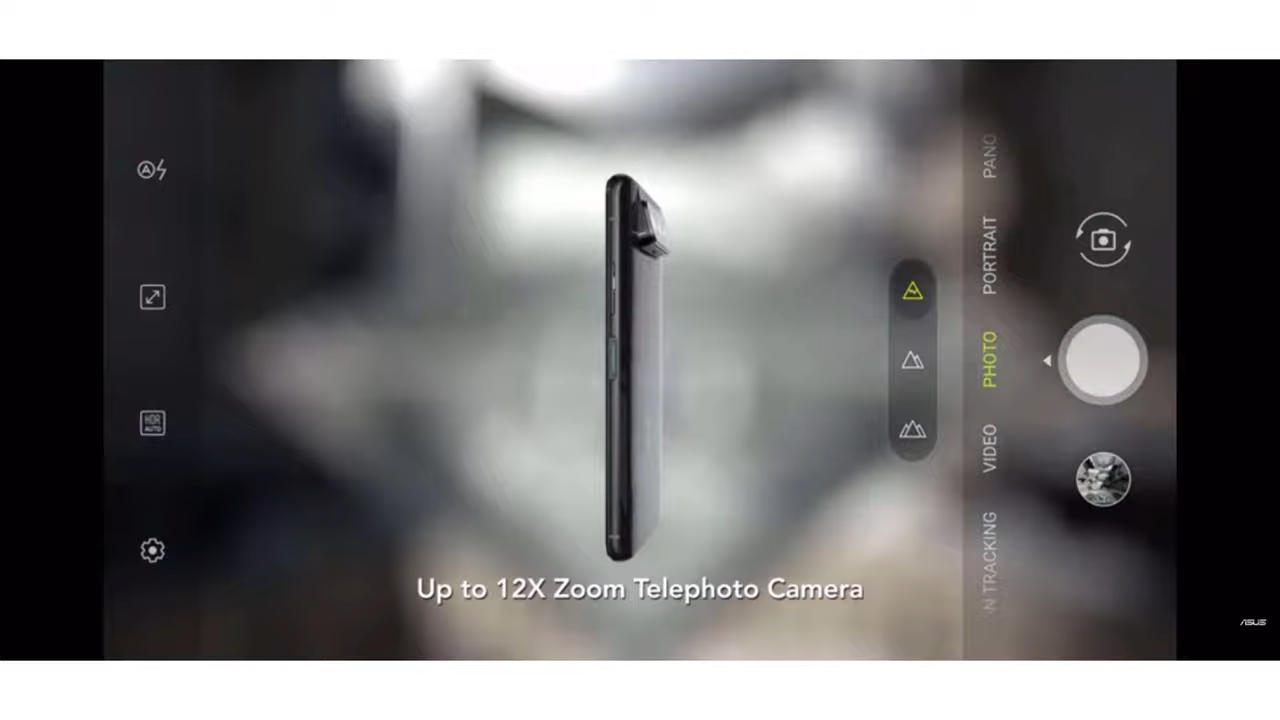 A
HDR
AUTO
Up to 12X Zoom Telephoto Camera
PANO
PORTRAIT
PHOTO
VIDEO
N TRACKING
ASUS